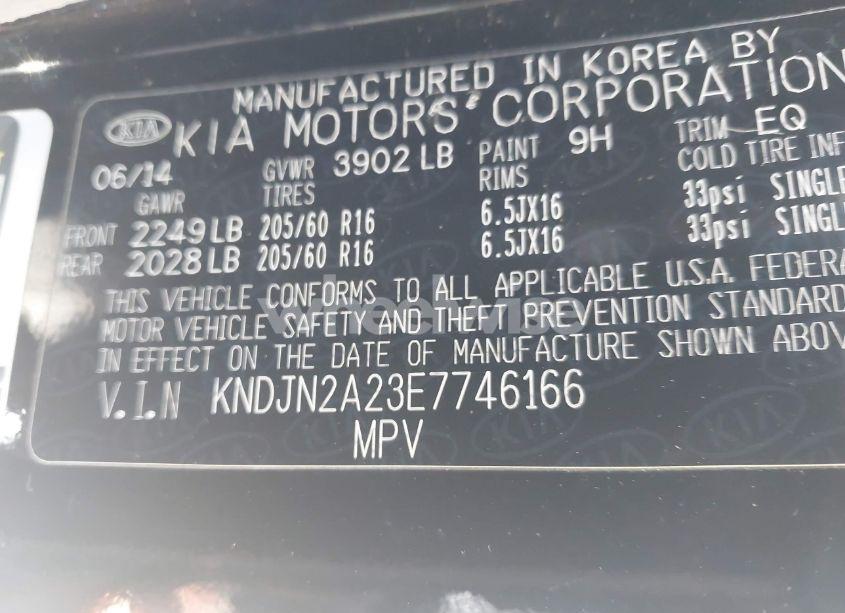 MANUFACTURED IN KOREA BY
KIA KIA MOTORS CORPORATION
06/14 GVWR 3902 LB PAINT 9H TRIM EQ
GAWR TIRES RIMS COLD TIRE INF
FRONT 2249 LB 205/60 R16 6.5JX16 33psi SINGLE
REAR 2028 LB 205/60 R16 6.5JX16 33psi SINGL
THIS VEHICLE CONFORMS TO ALL APPLICABLE U.S.A. FEDERA
MOTOR VEHICLE SAFETY AND THEFT PREVENTION STANDARD
IN EFFECT ON THE DATE OF MANUFACTURE SHOWN ABOV
V.I.N KNDJN2A23E7746166
MPV
wheelwise